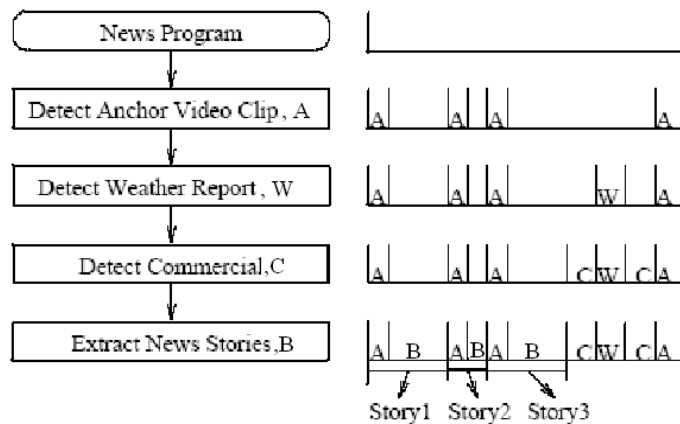 News Program
Detect Anchor Video Clip, A
A A A A
Detect Weather Report, W
A A A W A
Detect Commercial,C
A A A C W C A
Extract News Stories,B
A B A B A B C W C A
Story1 Story2 Story3